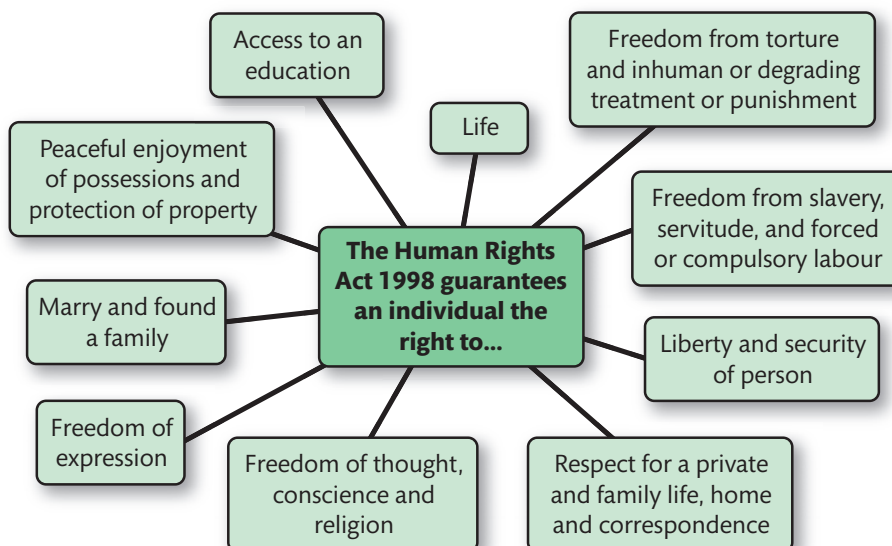 Access to an
education
Life
Freedom from torture
and inhuman or degrading
treatment or punishment
Peaceful enjoyment
of possessions and
protection of property
Freedom from slavery,
servitude, and forced
or compulsory labour
The Human Rights
Act 1998 guarantees
an individual the
right to...
Marry and found
a family
Liberty and security
of person
Freedom of
expression
Freedom of thought,
conscience and
religion
Respect for a private
and family life, home
and correspondence